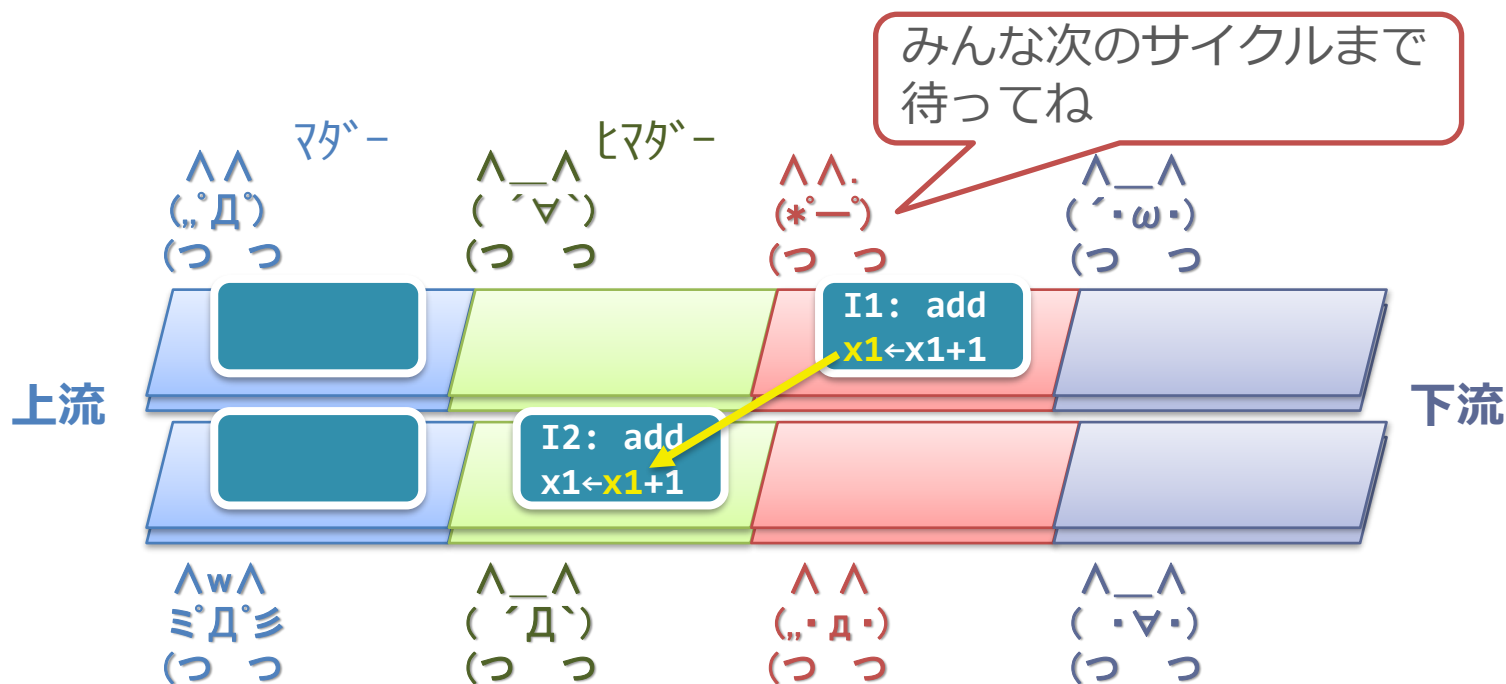 みんな次のサイクルまで
待ってね
ﾏﾀﾞｰ
ﾋﾏﾀﾞｰ
∧∧
(,,ﾟДﾟ)
(つ つ
∧__∧
( ´∀`)
(つ つ
∧∧.
(*ﾟーﾟ)
(つ つ
∧__∧
(´・ω・)
(つ つ
I1: add
x1←x1+1
上流
下流
I2: add
x1←x1+1
∧w∧
ミﾟДﾟ彡
(つ つ
∧__∧
( ´Д`)
(つ つ
∧ ∧
(,,・д・)
(つ つ
∧__∧
( ・∀・)
(つ つ